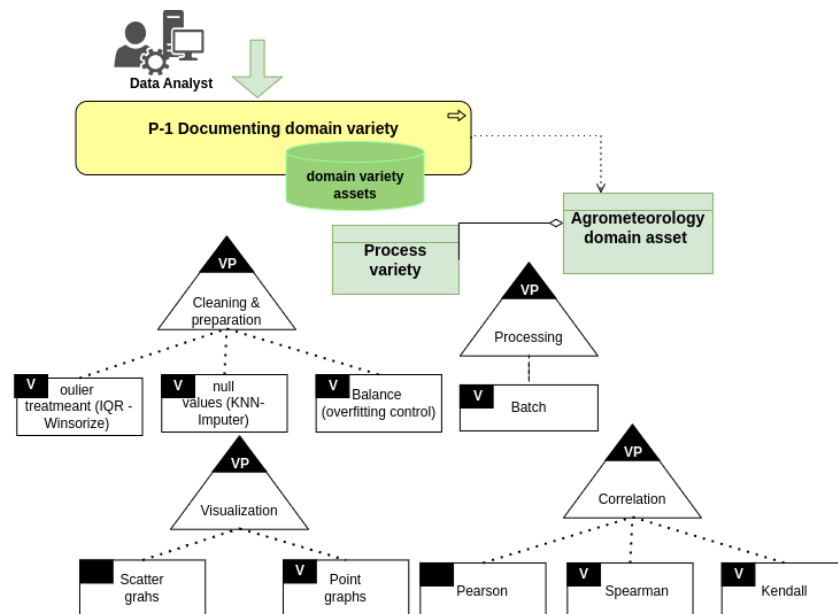 Data Analyst
P-1 Documenting domain variety
domain variety
assets
Agrometeorology
domain asset
Process
variety
VP
Cleaning &
preparation
VP
Processing
V
oulier
treatmeant (IQR -
Winsorize)
V
null
values (KNN-
Imputer)
V
Balance
(overfitting control)
V
Batch
VP
Visualization
VP
Correlation
Scatter
grahs
V
Point
graphs
Pearson
V
Spearman
V
Kendall